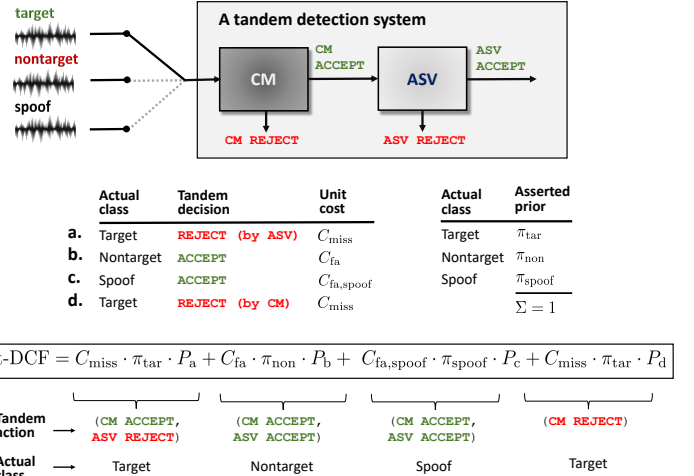 target
A tandem detection system
nontarget
CM
CM ACCEPT
ASV
ASV ACCEPT
spoof
CM REJECT
ASV REJECT
Actual class Tandem decision Unit cost
a. Target REJECT (by ASV) C_miss
b. Nontarget ACCEPT C_fa
c. Spoof ACCEPT C_fa,spoof
d. Target REJECT (by CM) C_miss
Actual class Asserted prior
Target π_tar
Nontarget π_non
Spoof π_spoof
Σ = 1
t-DCF = C_miss · π_tar · P_a + C_fa · π_non · P_b + C_fa,spoof · π_spoof · P_c + C_miss · π_tar · P_d
Tandem action
(CM ACCEPT, ASV REJECT)
(CM ACCEPT, ASV ACCEPT)
(CM ACCEPT, ASV ACCEPT)
(CM REJECT)
Actual class
Target Nontarget Spoof Target